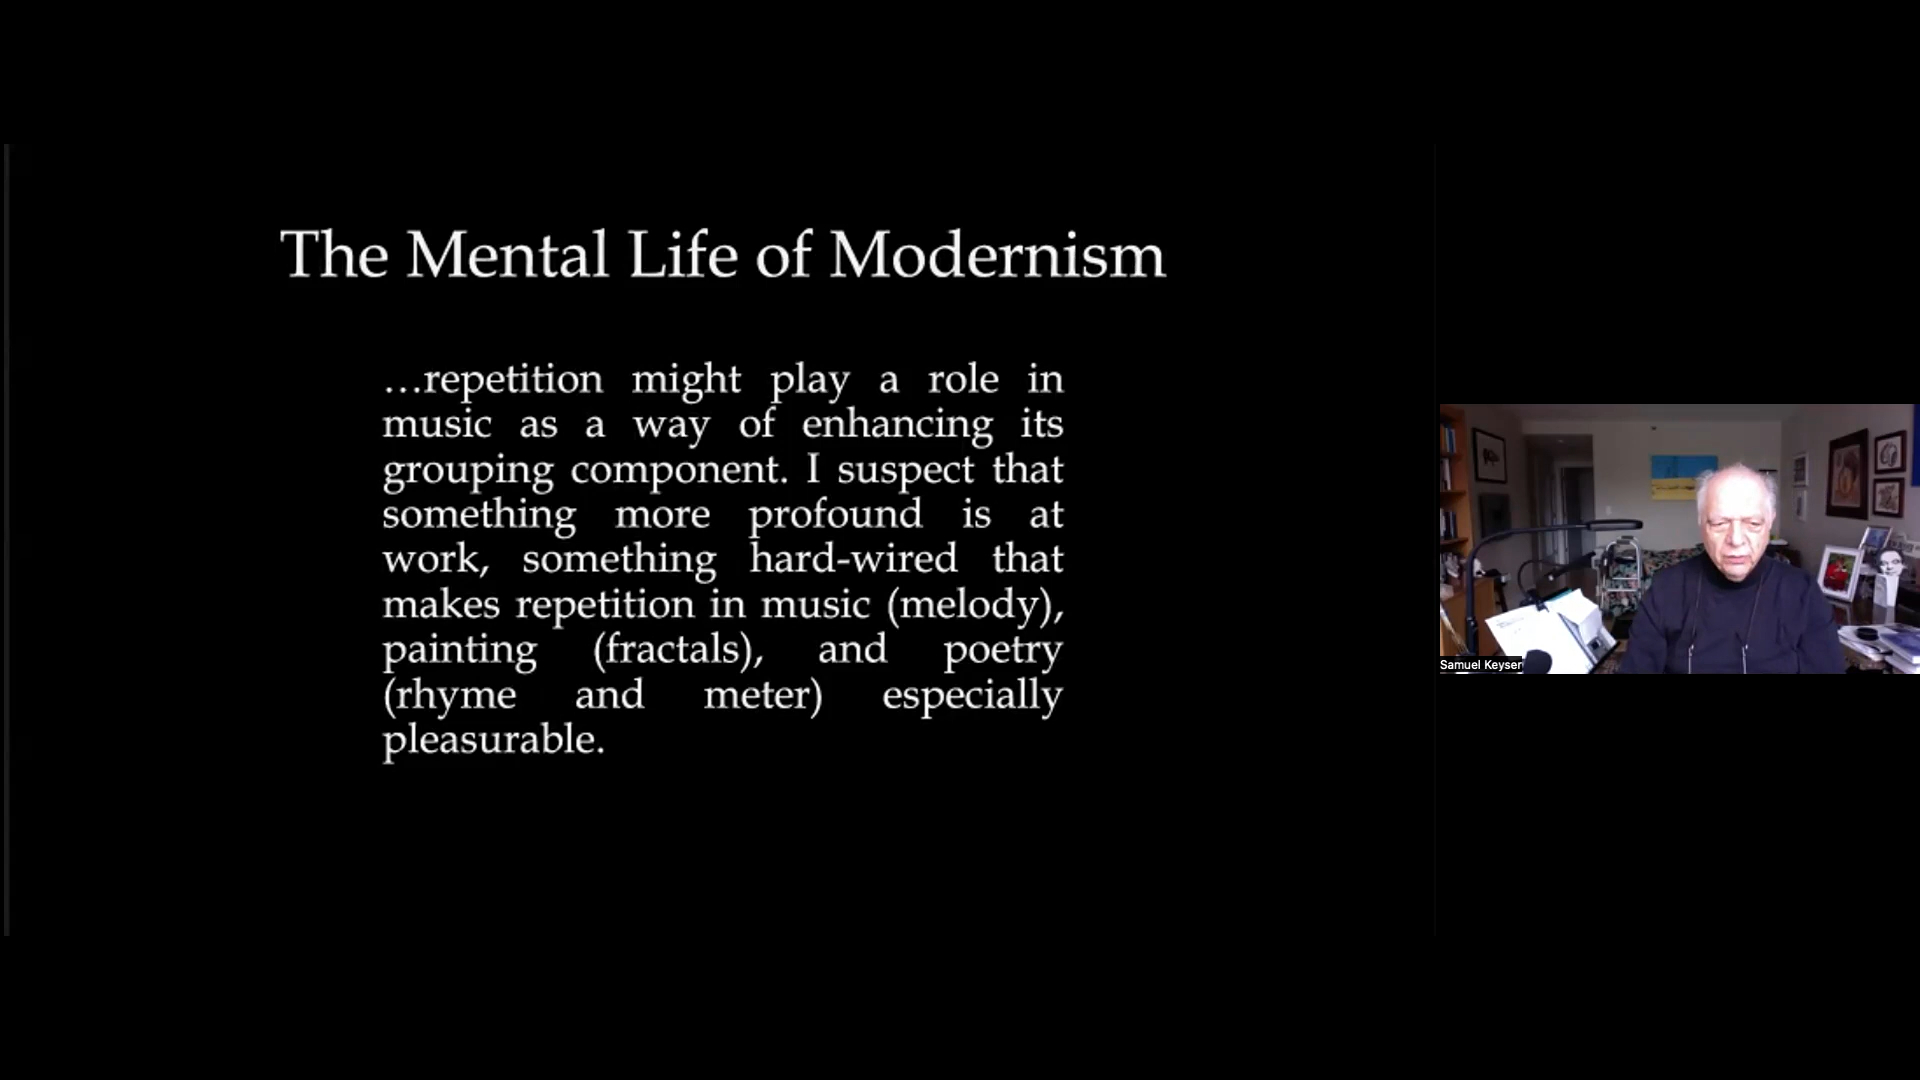 The Mental Life of Modernism
…repetition might play a role in
music as a way of enhancing its
grouping component. I suspect that
something more profound is at
work, something hard-wired that
makes repetition in music (melody),
painting (fractals), and poetry
(rhyme and meter) especially
pleasurable.
Samuel Keyser